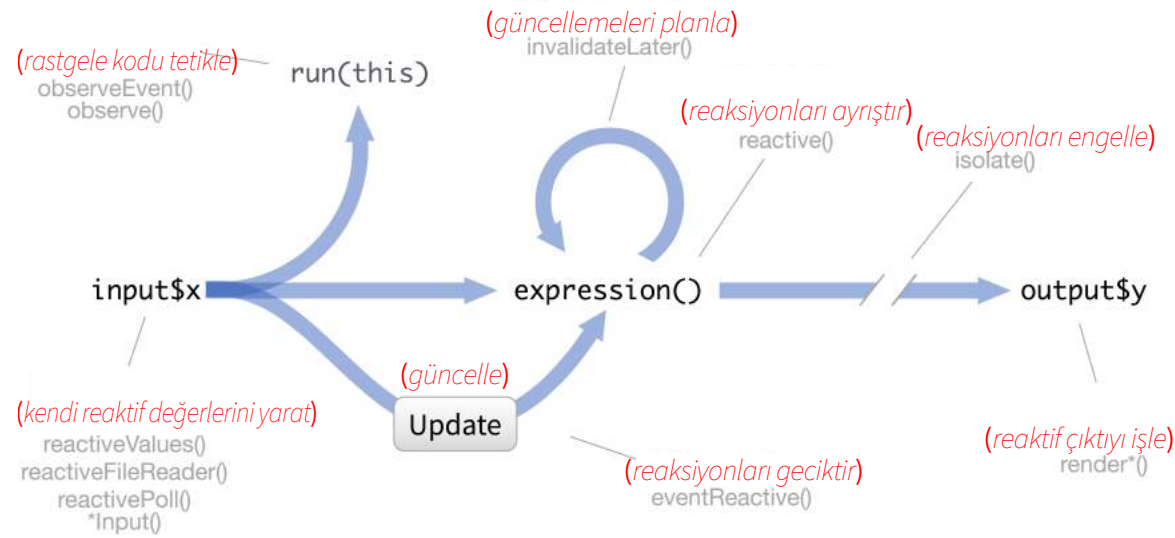 (güncellemeleri planla)
invalidateLater()
(rastgele kodu tetikle)
observeEvent()
observe()
run(this)
(reaksiyonları ayrıştır)
reactive()
(reaksiyonları engelle)
isolate()
input$x
expression()
output$y
(güncelle)
Update
(kendi reaktif değerlerini yarat)
reactiveValues()
reactiveFileReader()
reactivePoll()
*Input()
(reaksiyonları geciktir)
eventReactive()
(reaktif çıktıyı işle)
render*()